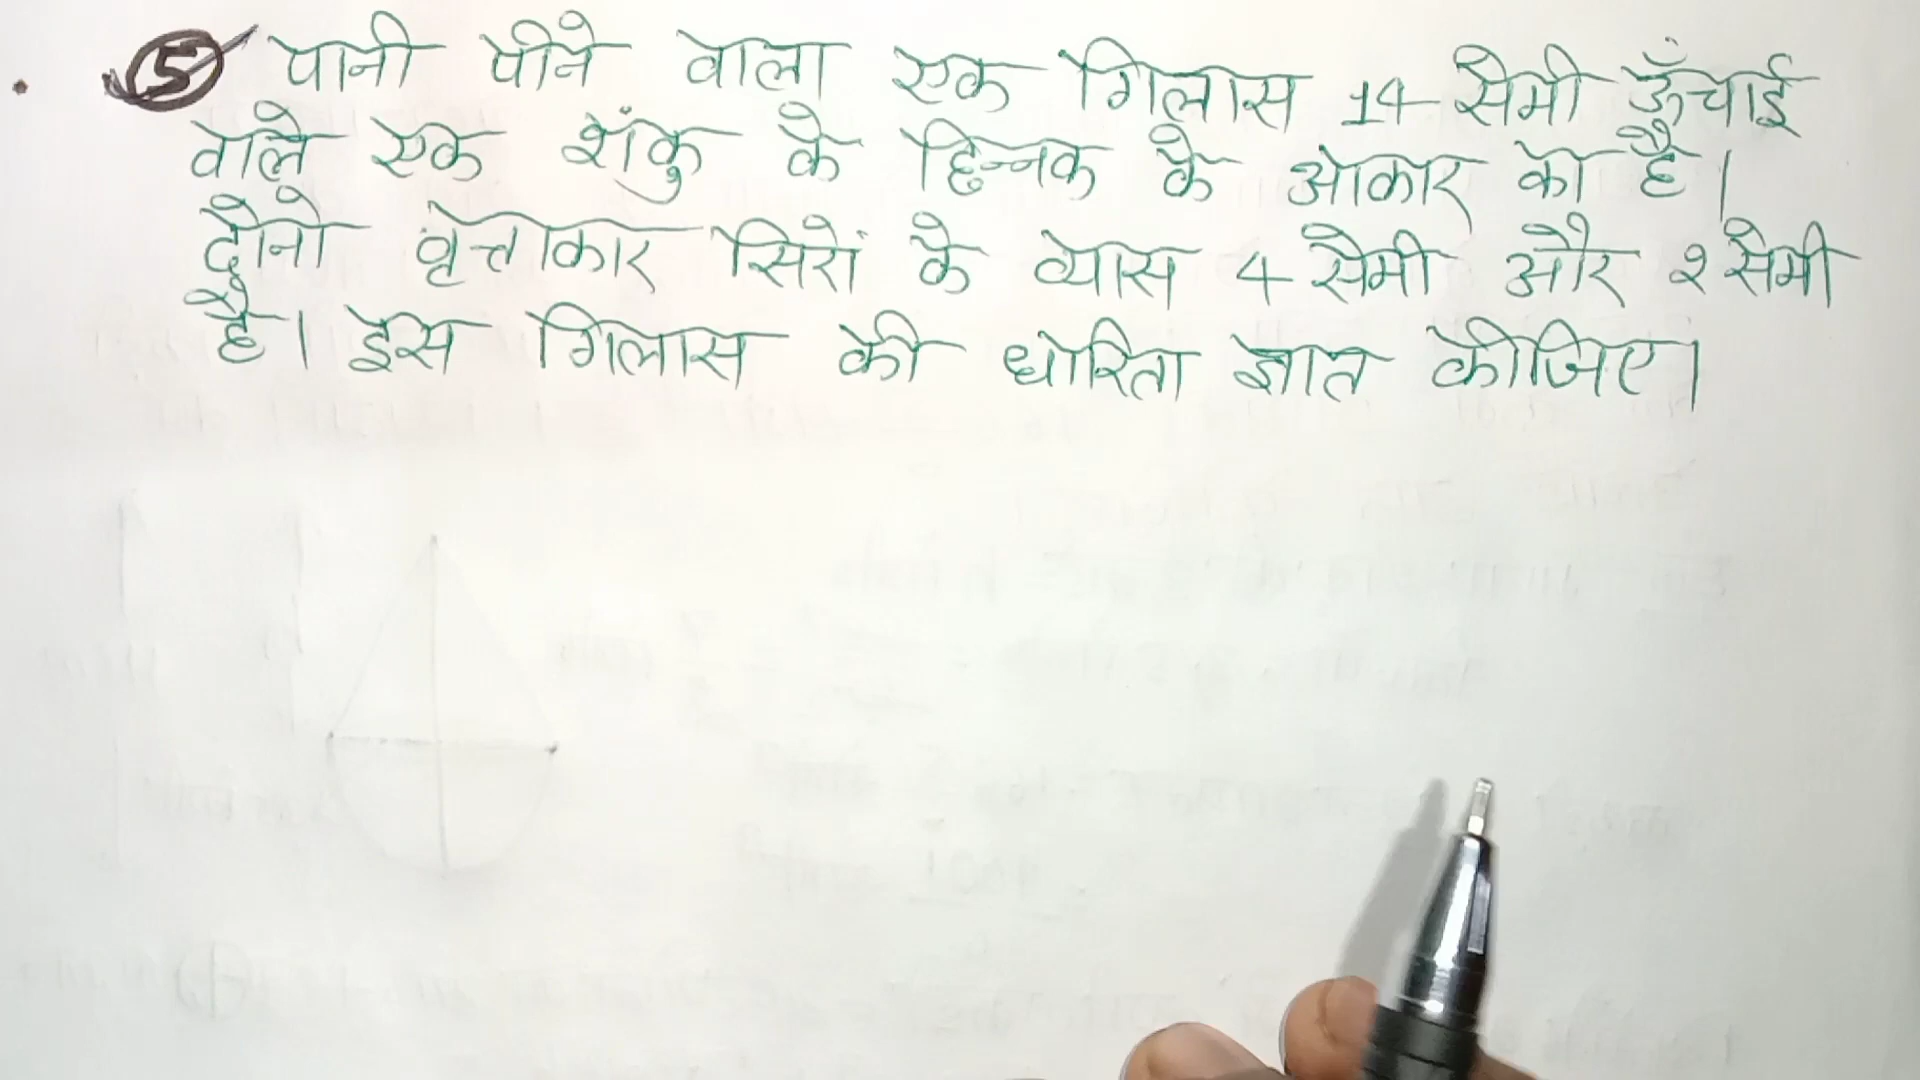 5 पानी पीने वाला एक गिलास 14 सेमी ऊँचाई
वाले एक शंकु के छिन्नक के आकार का है।
दोनो वृत्ताकार सिरों के व्यास 4 सेमी और 2 सेमी
है। इस गिलास की धारिता ज्ञात कीजिए।